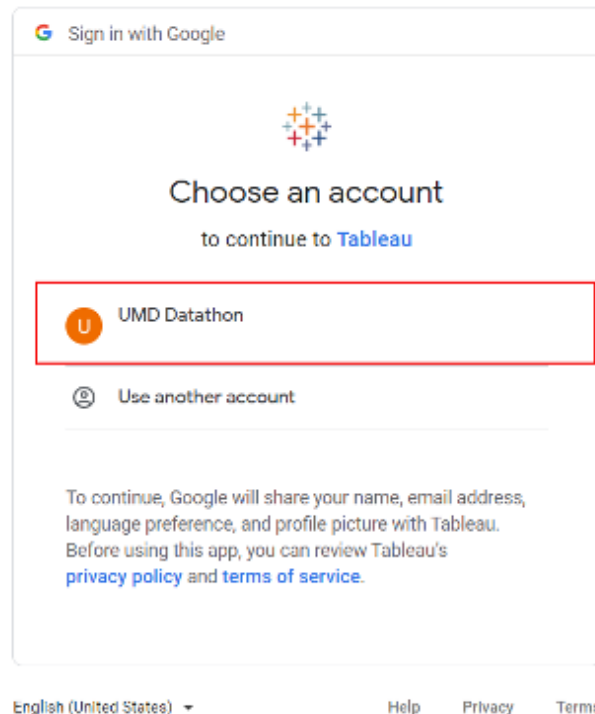 Sign in with Google
Choose an account
to continue to Tableau
U
UMD Datathon
Use another account
To continue, Google will share your name, email address,
language preference, and profile picture with Tableau.
Before using this app, you can review Tableau's
privacy policy and terms of service.
English (United States)
Help Privacy Terms